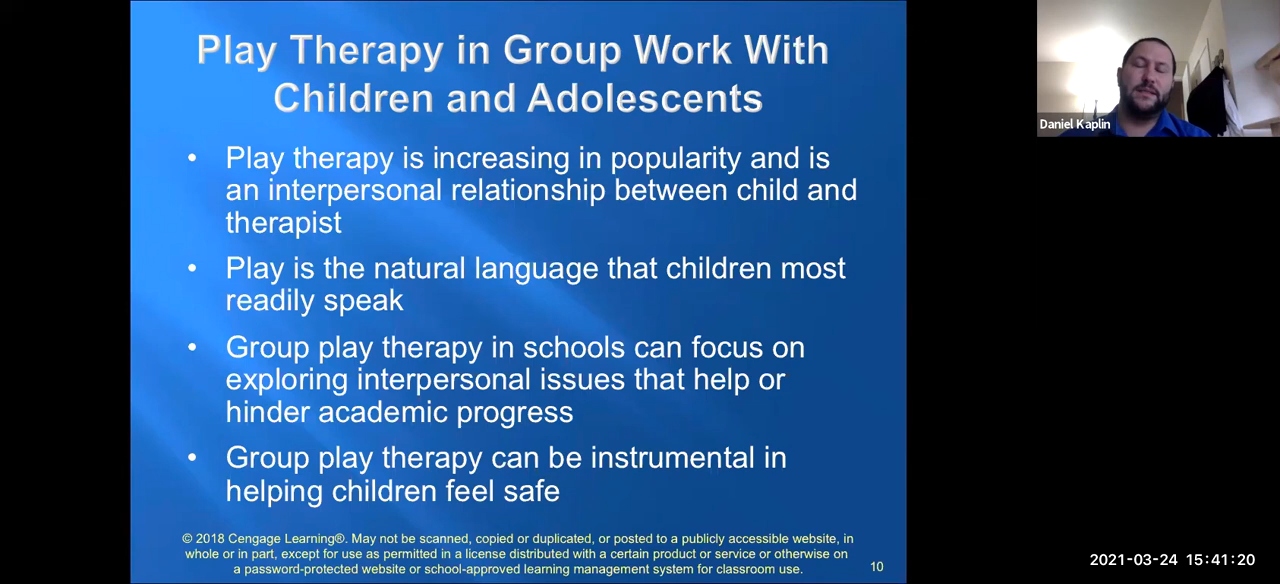 Play Therapy in Group Work With
Children and Adolescents
• Play therapy is increasing in popularity and is
an interpersonal relationship between child and
therapist
• Play is the natural language that children most
readily speak
• Group play therapy in schools can focus on
exploring interpersonal issues that help or
hinder academic progress
• Group play therapy can be instrumental in
helping children feel safe
© 2018 Cengage Learning®. May not be scanned, copied or duplicated, or posted to a publicly accessible website, in
whole or in part, except for use as permitted in a license distributed with a certain product or service or otherwise on
a password-protected website or school-approved learning management system for classroom use.
10
Daniel Kaplin
2021-03-24 15:41:20